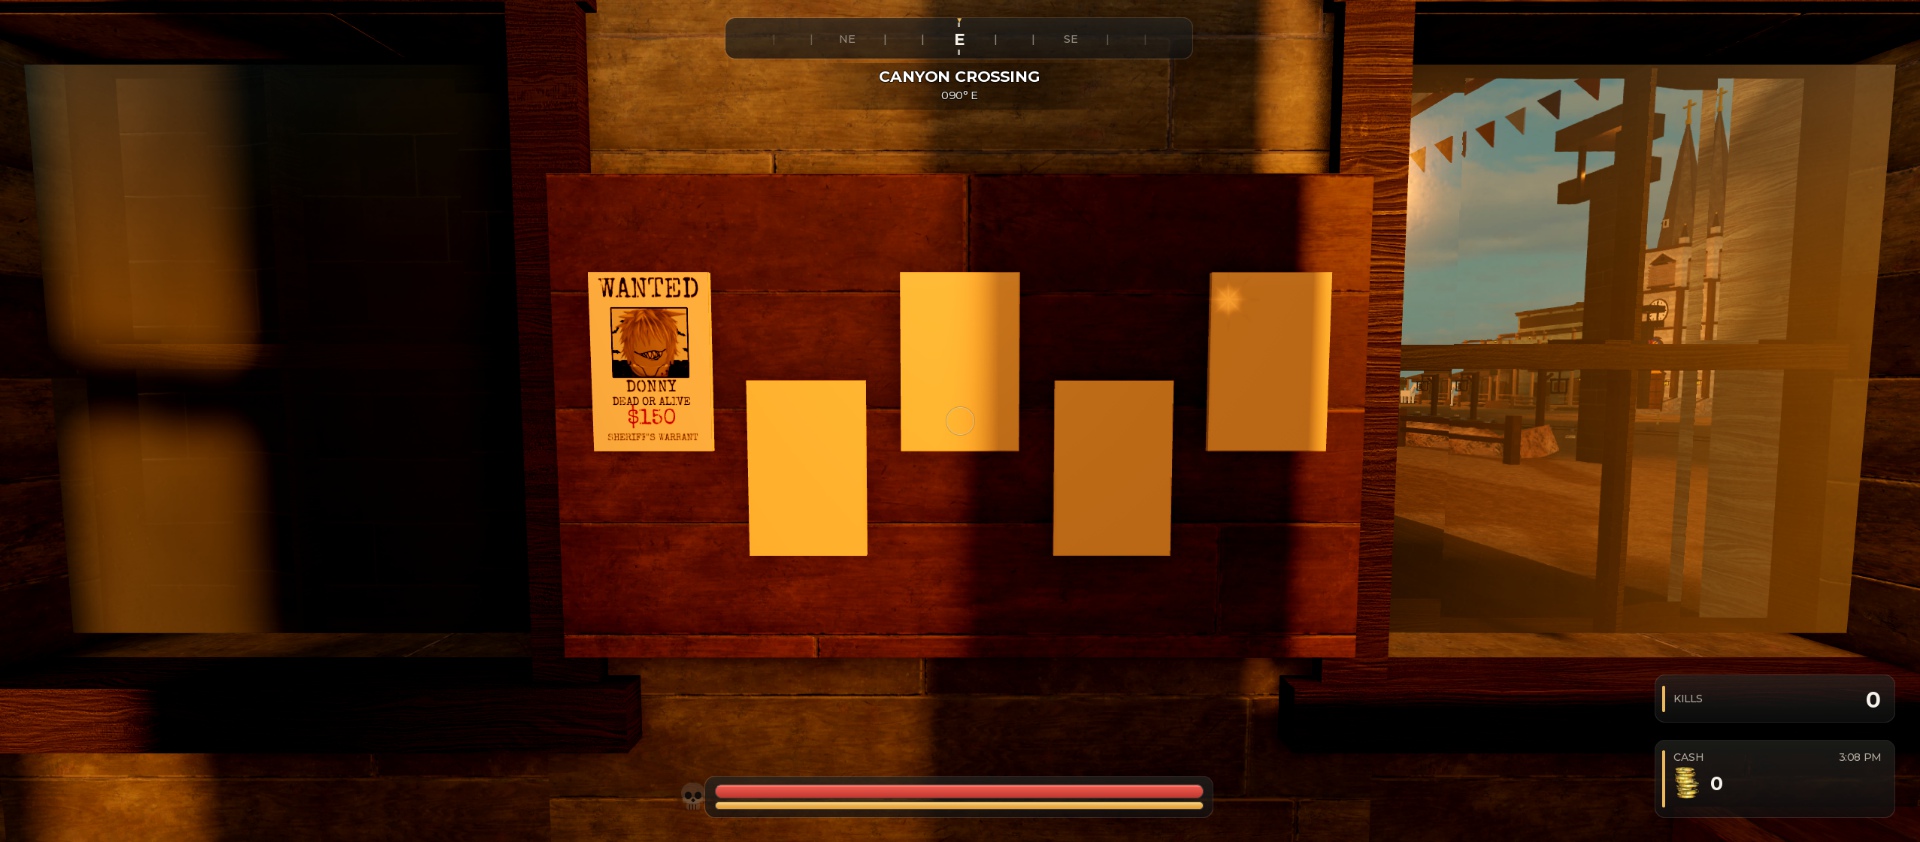 NE
E
SE
CANYON CROSSING
090° E
WANTED
DONNY
DEAD OR ALIVE
$150
SHERIFF'S WARRANT
KILLS
0
CASH
3:08 PM
0